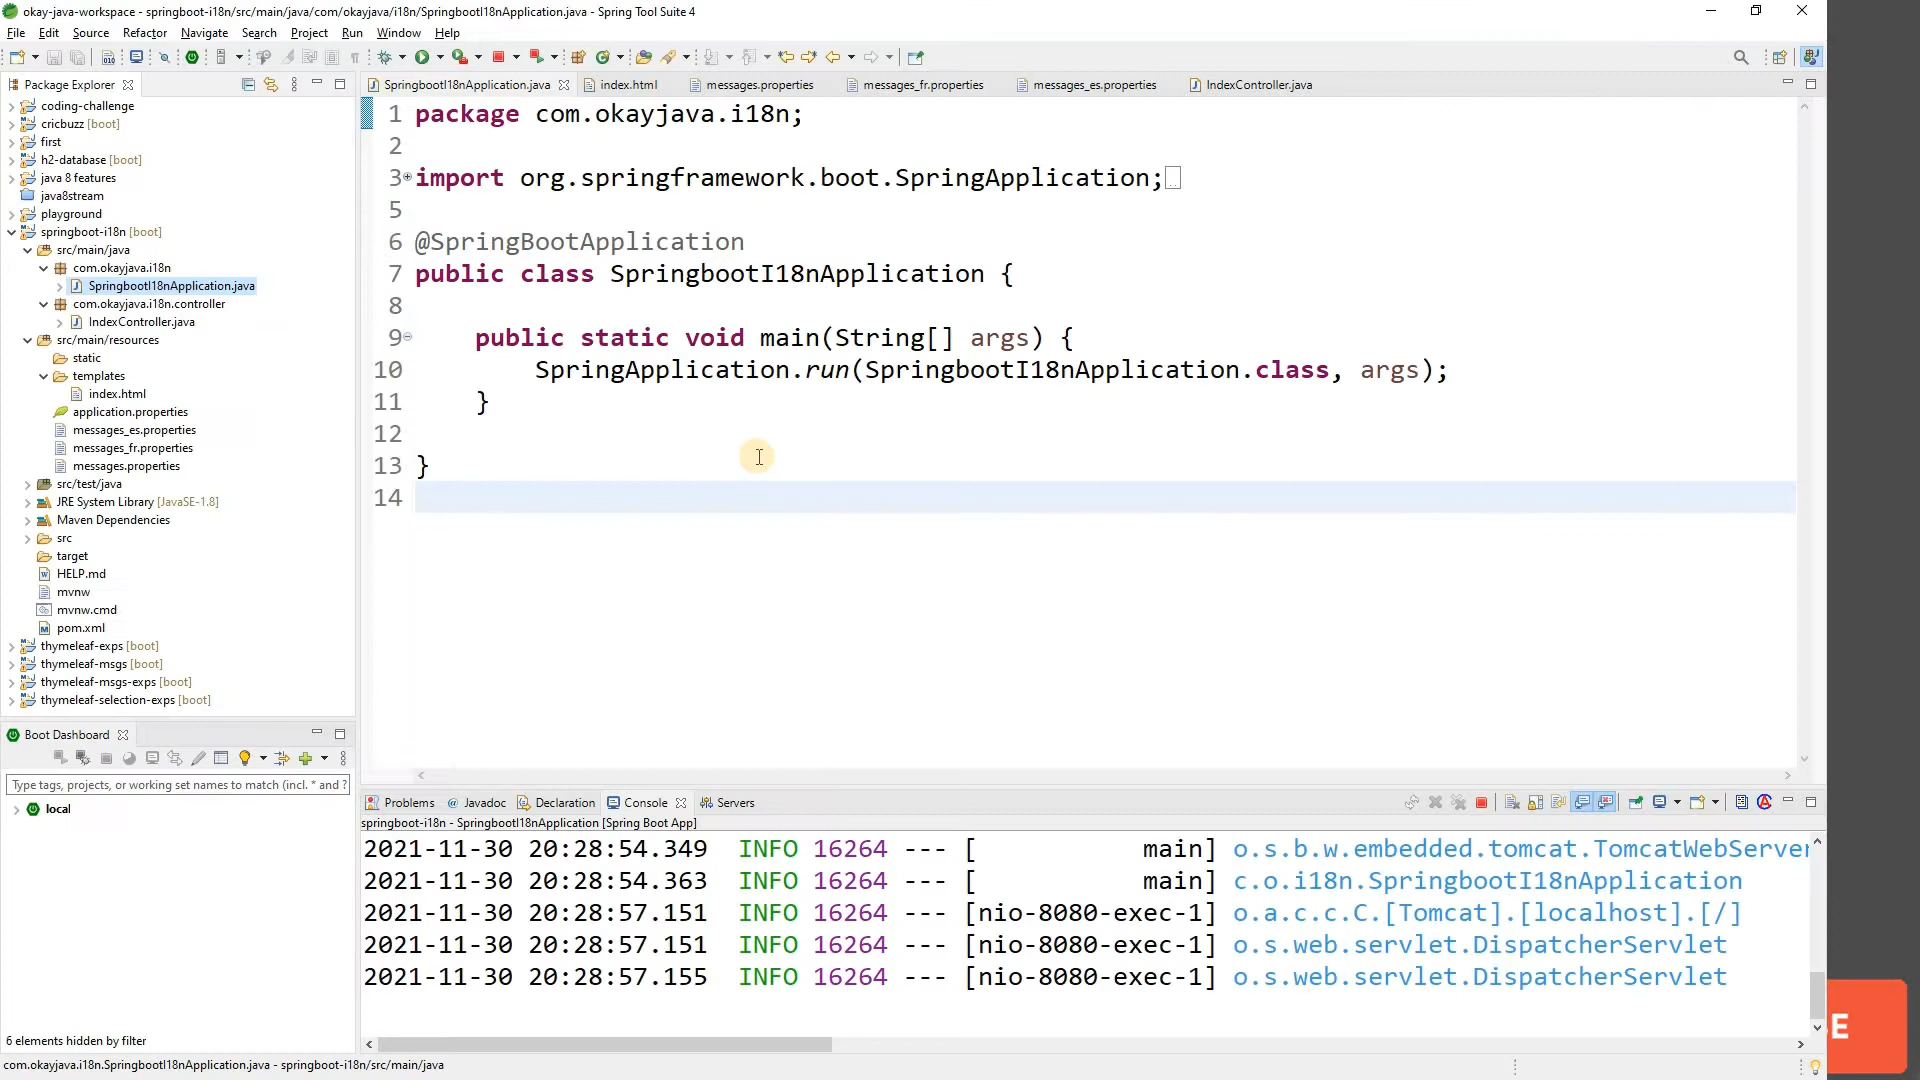 okay-java-workspace - springboot-i18n/src/main/java/com/okayjava/i18n/SpringbootI18nApplication.java - Spring Tool Suite 4
File Edit Source Refactor Navigate Search Project Run Window Help
Package Explorer
SpringbootI18nApplication.java index.html messages.properties messages_fr.properties messages_es.properties IndexController.java
coding-challenge
cricbuzz [boot]
first
h2-database [boot]
java 8 features
java8stream
playground
springboot-i18n [boot]
src/main/java
com.okayjava.i18n
SpringbootI18nApplication.java
com.okayjava.i18n.controller
IndexController.java
src/main/resources
static
templates
index.html
application.properties
messages_es.properties
messages_fr.properties
messages.properties
src/test/java
JRE System Library [JavaSE-1.8]
Maven Dependencies
src
target
HELP.md
mvnw
mvnw.cmd
pom.xml
thymeleaf-exps [boot]
thymeleaf-msgs [boot]
thymeleaf-msgs-exps [boot]
thymeleaf-selection-exps [boot]
1 package com.okayjava.i18n;
2
3 import org.springframework.boot.SpringApplication;
5
6 @SpringBootApplication
7 public class SpringbootI18nApplication {
8
9 public static void main(String[] args) {
10 SpringApplication.run(SpringbootI18nApplication.class, args);
11 }
12
13 }
14
Boot Dashboard
Type tags, projects, or working set names to match (incl. * and ?
local
6 elements hidden by filter
Problems Javadoc Declaration Console Servers
springboot-i18n - SpringbootI18nApplication [Spring Boot App]
2021-11-30 20:28:54.349 INFO 16264 --- [ main] o.s.b.w.embedded.tomcat.TomcatWebServer
2021-11-30 20:28:54.363 INFO 16264 --- [ main] c.o.i18n.SpringbootI18nApplication
2021-11-30 20:28:57.151 INFO 16264 --- [nio-8080-exec-1] o.a.c.c.C.[Tomcat].[localhost].[/]
2021-11-30 20:28:57.151 INFO 16264 --- [nio-8080-exec-1] o.s.web.servlet.DispatcherServlet
2021-11-30 20:28:57.155 INFO 16264 --- [nio-8080-exec-1] o.s.web.servlet.DispatcherServlet
com.okayjava.i18n.SpringbootI18nApplication.java - springboot-i18n/src/main/java